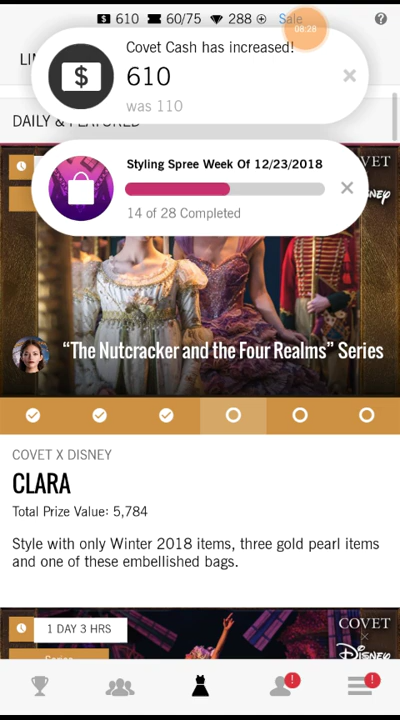 $ 610 60/75 288 Sale ?
08:28
Covet Cash has increased!
LI
$ 610
was 110
DAILY & FEATURED
COVET
Styling Spree Week Of 12/23/2018
14 of 28 Completed
“The Nutcracker and the Four Realms” Series
COVET X DISNEY
CLARA
Total Prize Value: 5,784
Style with only Winter 2018 items, three gold pearl items
and one of these embellished bags.
1 DAY 3 HRS
COVET
x
Disney
Series
! !